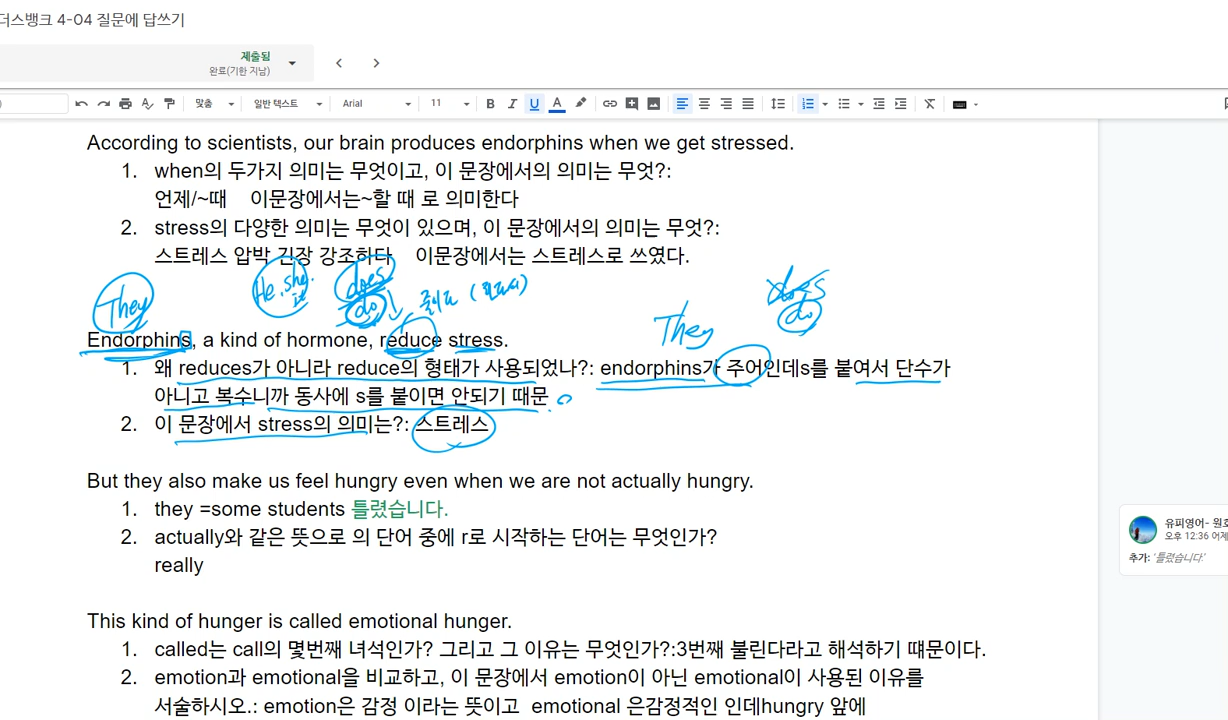 더스뱅크 4-04 질문에 답쓰기
제출됨
완료(기한 지남)
맞춤 일반 텍스트 Arial 11 B I U A
According to scientists, our brain produces endorphins when we get stressed.
1. when의 두가지 의미는 무엇이고, 이 문장에서의 의미는 무엇?:
언제/~때 이문장에서는~할 때 로 의미한다
2. stress의 다양한 의미는 무엇이 있으며, 이 문장에서의 의미는 무엇?:
스트레스 압박 긴장 강조하다 이문장에서는 스트레스로 쓰였다.
They He, she, it does do They does do
Endorphins, a kind of hormone, reduce stress.
1. 왜 reduces가 아니라 reduce의 형태가 사용되었나?: endorphins가 주어인데s를 붙여서 단수가
아니고 복수니까 동사에 s를 붙이면 안되기 때문
2. 이 문장에서 stress의 의미는?: 스트레스
But they also make us feel hungry even when we are not actually hungry.
1. they =some students 틀렸습니다.
2. actually와 같은 뜻으로 의 단어 중에 r로 시작하는 단어는 무엇인가?
really
유피영어- 원호
오후 12:36 어제
추가: '틀렸습니다.'
This kind of hunger is called emotional hunger.
1. called는 call의 몇번째 녀석인가? 그리고 그 이유는 무엇인가?:3번째 불린다라고 해석하기 떄문이다.
2. emotion과 emotional을 비교하고, 이 문장에서 emotion이 아닌 emotional이 사용된 이유를
서술하시오.: emotion은 감정 이라는 뜻이고 emotional 은감정적인 인데hungry 앞에